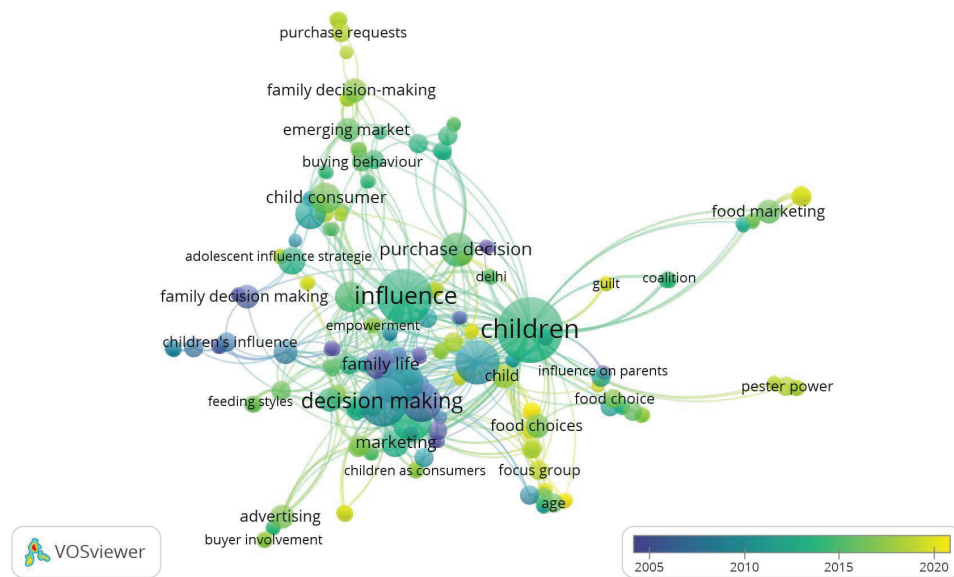 purchase requests
family decision-making
emerging market
buying behaviour
child consumer
food marketing
purchase decision
adolescent influence strategie
delhi
coalition
guilt
family decision making
influence
empowerment
children
children's influence
family life
child
influence on parents
pester power
feeding styles
decision making
food choice
food choices
marketing
children as consumers
focus group
age
advertising
buyer involvement
VOSviewer
2005 2010 2015 2020